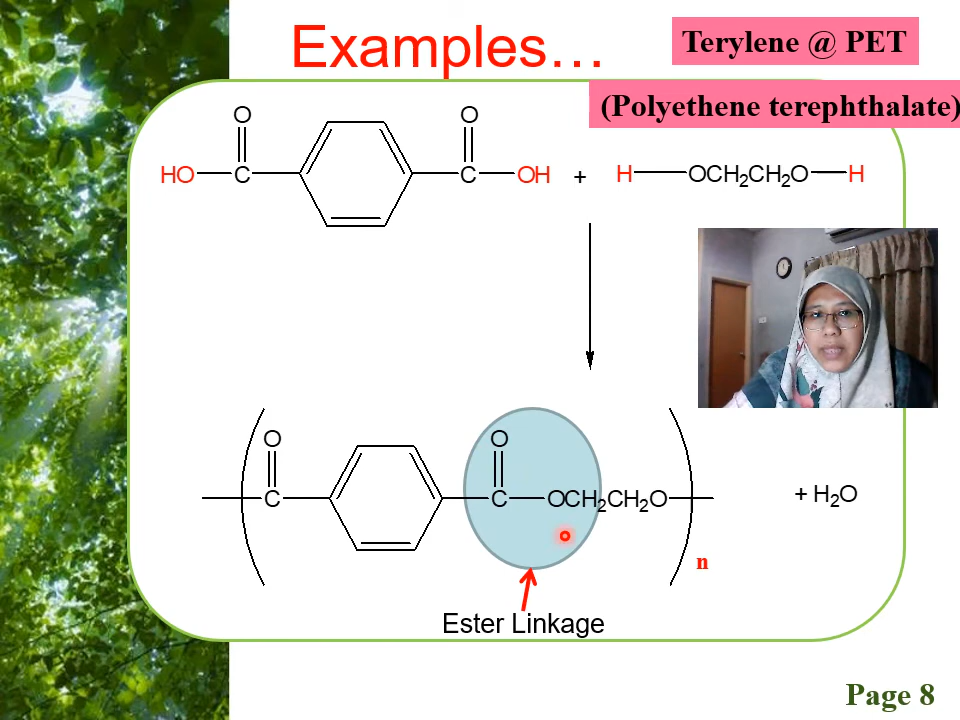 Examples…
Terylene @ PET
(Polyethene terephthalate)
O O
HO C C OH + H OCH2CH2O H
O O
C C OCH2CH2O + H2O
n
Ester Linkage
Page 8